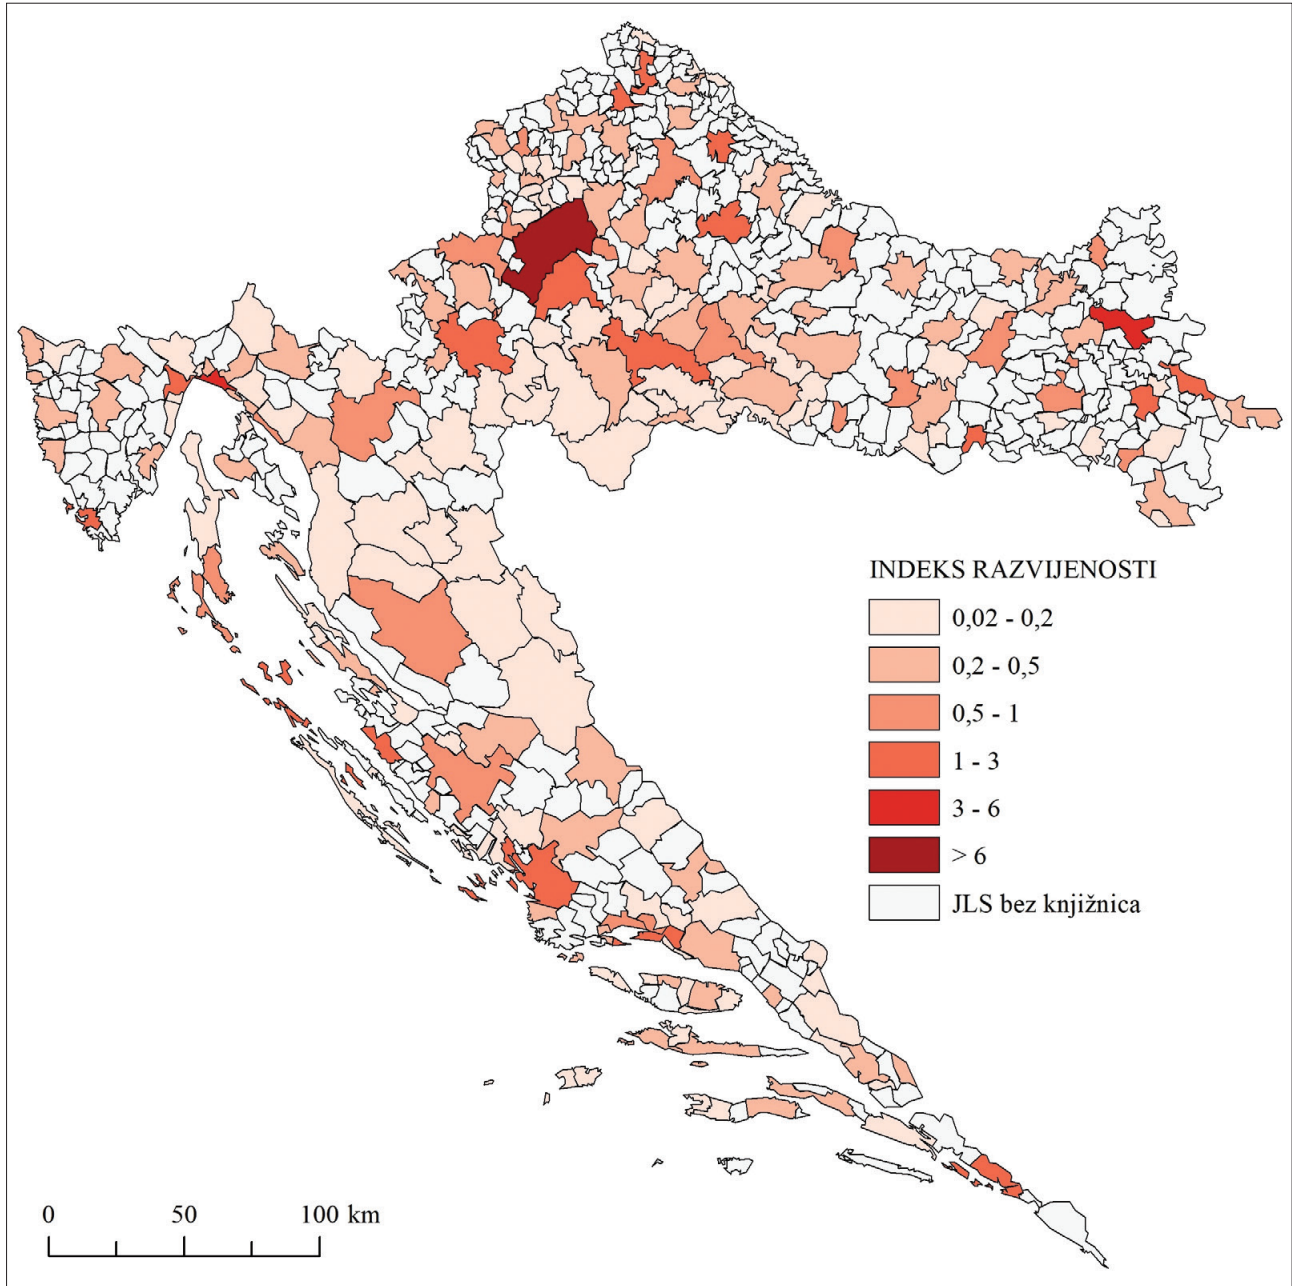 INDEKS RAZVIJENOSTI
0,02 - 0,2
0,2 - 0,5
0,5 - 1
1 - 3
3 - 6
> 6
JLS bez knjižnica
0 50 100 km